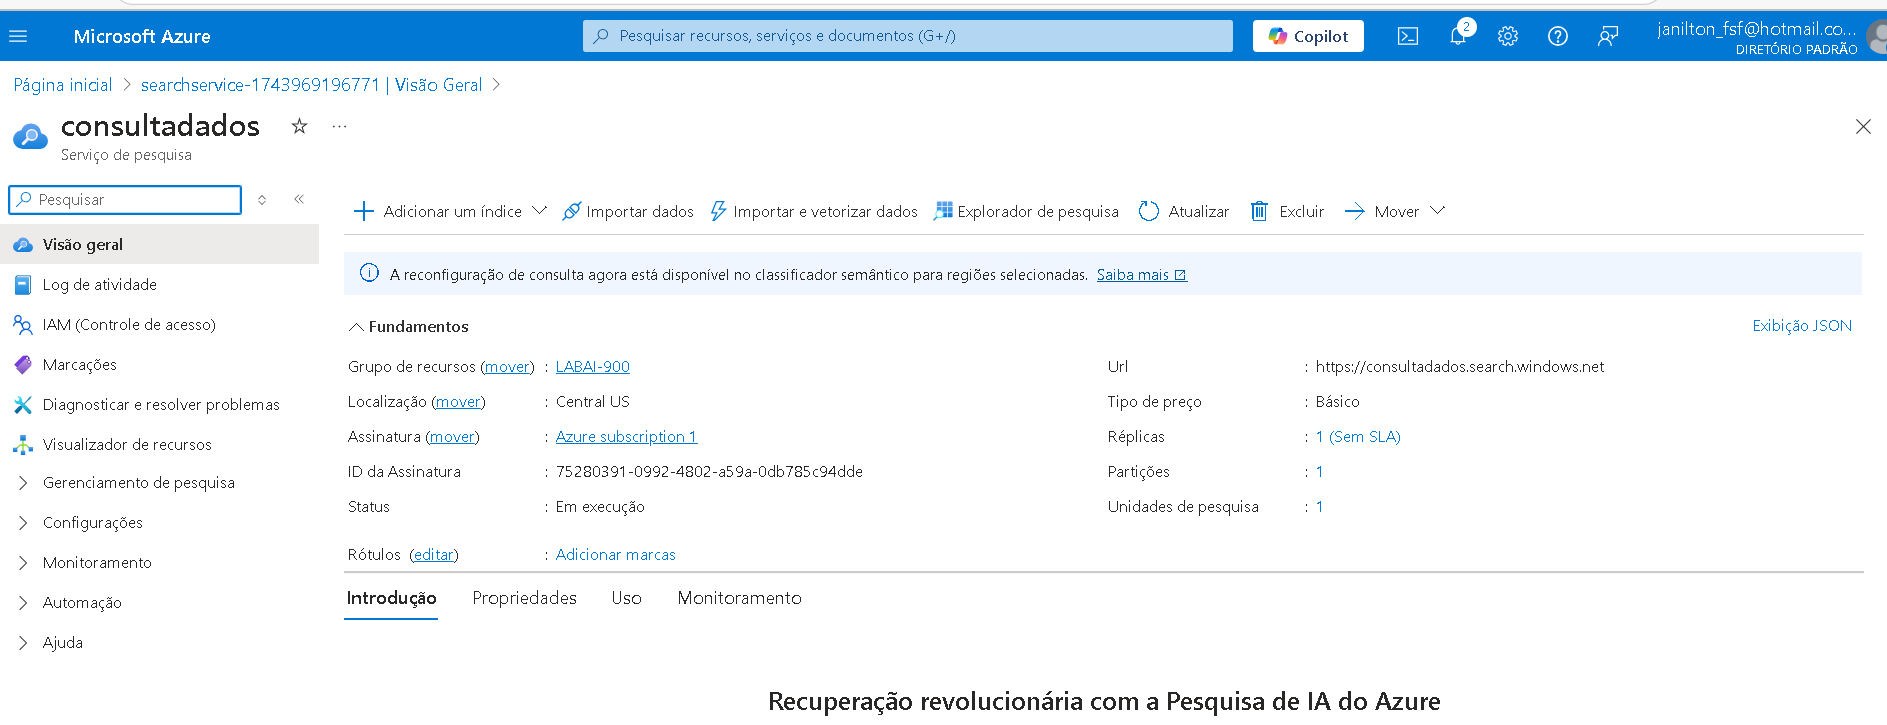 Microsoft Azure
Pesquisar recursos, serviços e documentos (G+/)
Copilot
2
janilton_fsf@hotmail.co...
DIRETÓRIO PADRÃO
Página inicial > searchservice-1743969196771 | Visão Geral >
consultadados
Serviço de pesquisa
Pesquisar
Adicionar um índice
Importar dados
Importar e vetorizar dados
Explorador de pesquisa
Atualizar
Excluir
Mover
Visão geral
Log de atividade
IAM (Controle de acesso)
Marcações
Diagnosticar e resolver problemas
Visualizador de recursos
Gerenciamento de pesquisa
Configurações
Monitoramento
Automação
Ajuda
A reconfiguração de consulta agora está disponível no classificador semântico para regiões selecionadas. Saiba mais
Fundamentos
Exibição JSON
Grupo de recursos (mover) : LABAI-900
Localização (mover) : Central US
Assinatura (mover) : Azure subscription 1
ID da Assinatura : 75280391-0992-4802-a59a-0db785c94dde
Status : Em execução
Rótulos (editar) : Adicionar marcas
Url : https://consultadados.search.windows.net
Tipo de preço : Básico
Réplicas : 1 (Sem SLA)
Partições : 1
Unidades de pesquisa : 1
Introdução
Propriedades
Uso
Monitoramento
Recuperação revolucionária com a Pesquisa de IA do Azure